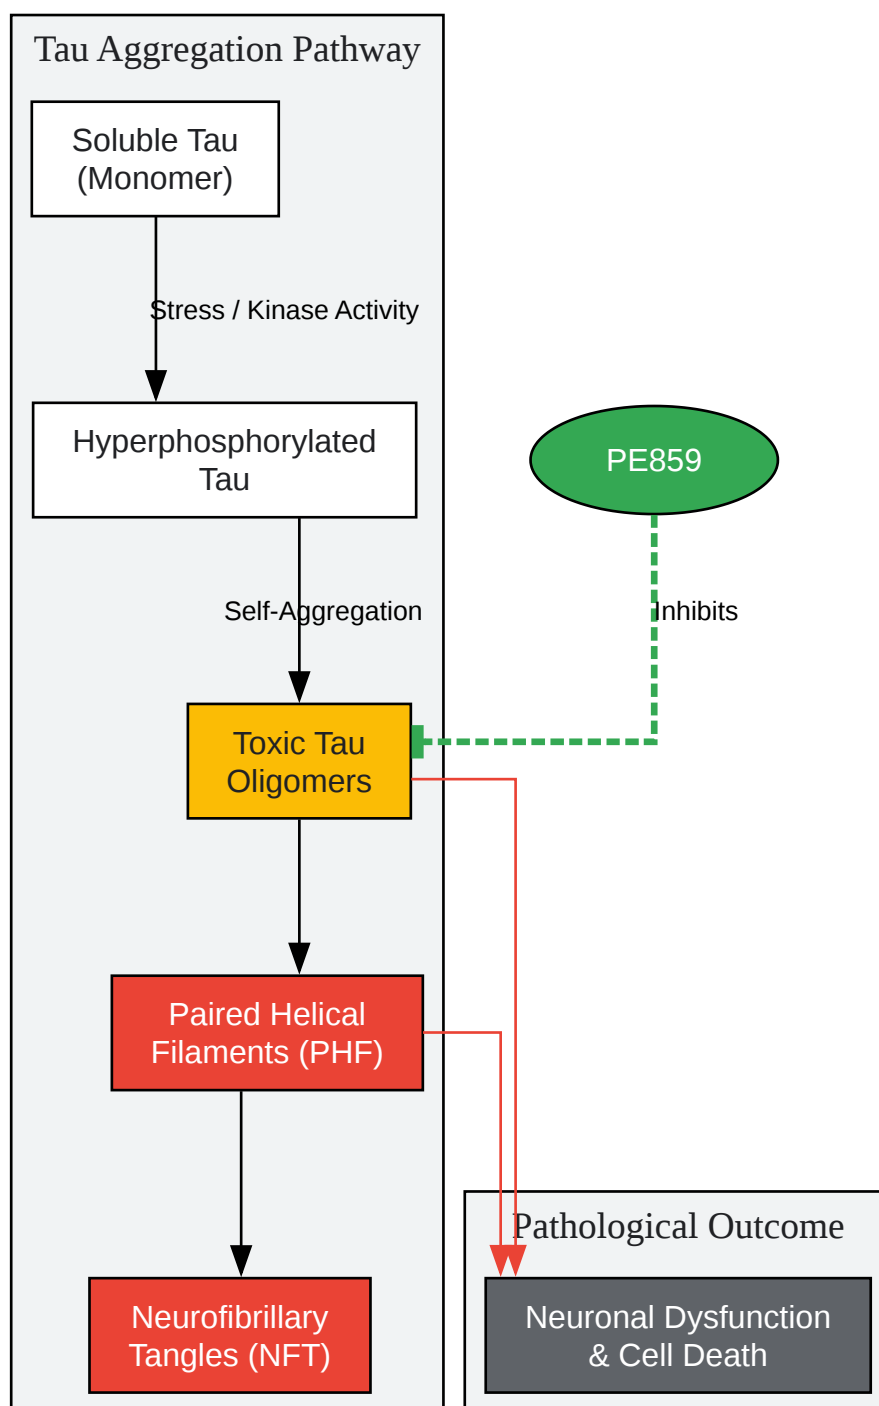 Tau Aggregation Pathway
Soluble Tau
(Monomer)
Stress / Kinase Activity
Hyperphosphorylated
Tau
PE859
Self-Aggregation
Inhibits
Toxic Tau
Oligomers
Paired Helical
Filaments (PHF)
Pathological Outcome
Neurofibrillary
Tangles (NFT)
Neuronal Dysfunction
& Cell Death